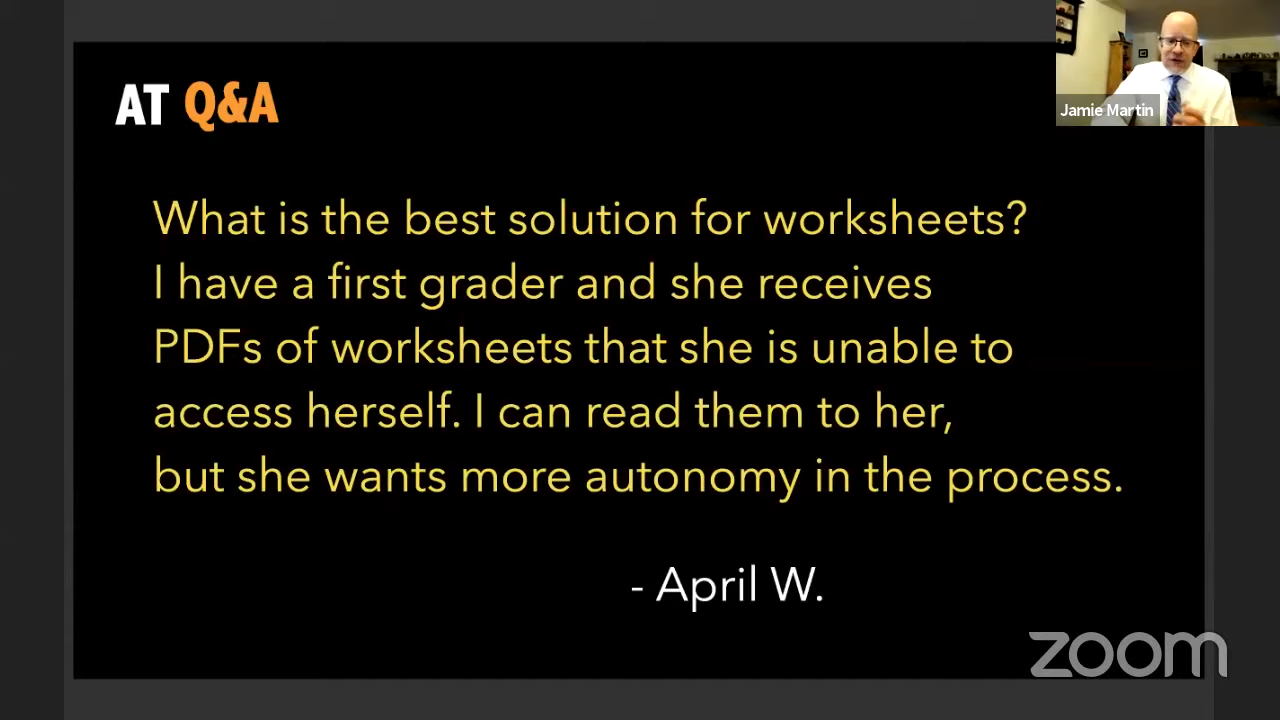 AT Q&A
Jamie Martin
What is the best solution for worksheets?
I have a first grader and she receives
PDFs of worksheets that she is unable to
access herself. I can read them to her,
but she wants more autonomy in the process.
- April W.
zoom